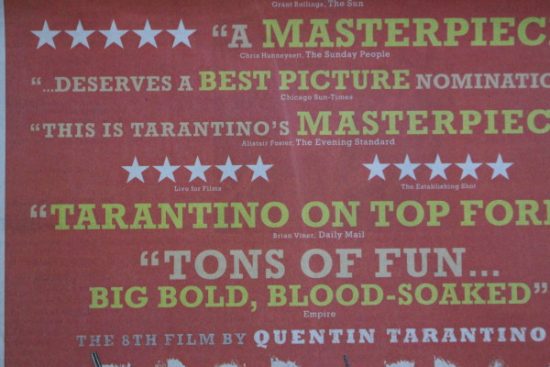 Grant Rollings, The Sun
★★★★★ “A MASTERPIEC
Chris Hunneysett, The Sunday People
“...DESERVES A BEST PICTURE NOMINATIO
Chicago Sun-Times
“THIS IS TARANTINO’S MASTERPIEC
Alistair Foster, The Evening Standard
★★★★★ ★★★★★
Live for Films The Establishing Shot
“TARANTINO ON TOP FOR
Brian Viner, Daily Mail
“TONS OF FUN...
BIG BOLD, BLOOD-SOAKED”
Empire
THE 8TH FILM BY QUENTIN TARANTINO